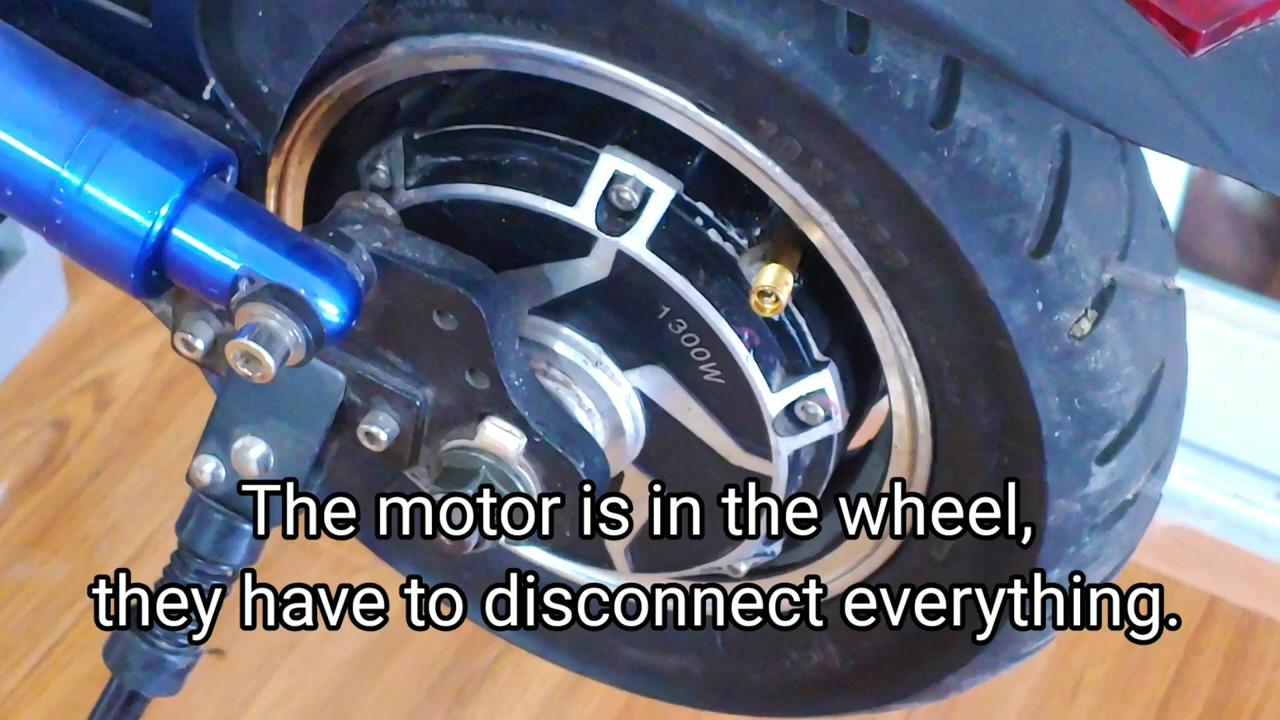 1300W
The motor is in the wheel,
they have to disconnect everything.